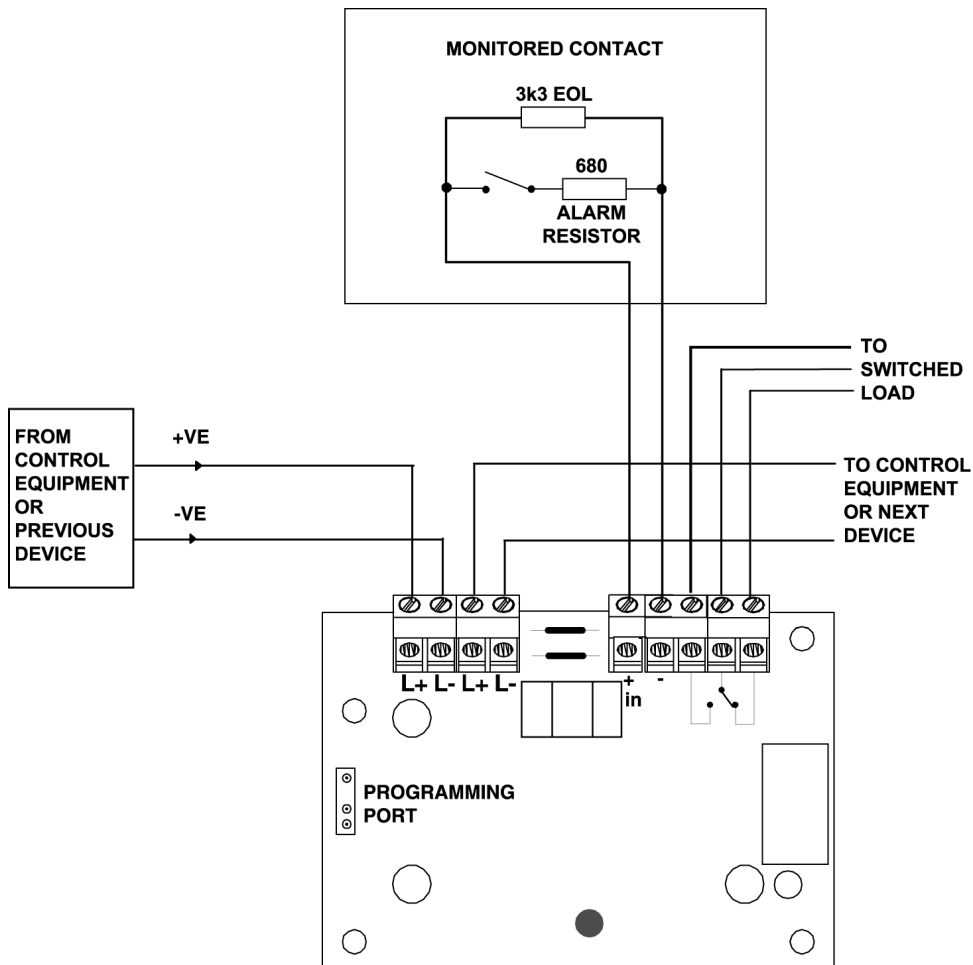 MONITORED CONTACT
3k3 EOL
680
ALARM
RESISTOR
TO
SWITCHED
LOAD
FROM
CONTROL
EQUIPMENT
OR
PREVIOUS
DEVICE
+VE
-VE
TO CONTROL
EQUIPMENT
OR NEXT
DEVICE
L+ L- L+ L-
+ -
in
PROGRAMMING
PORT